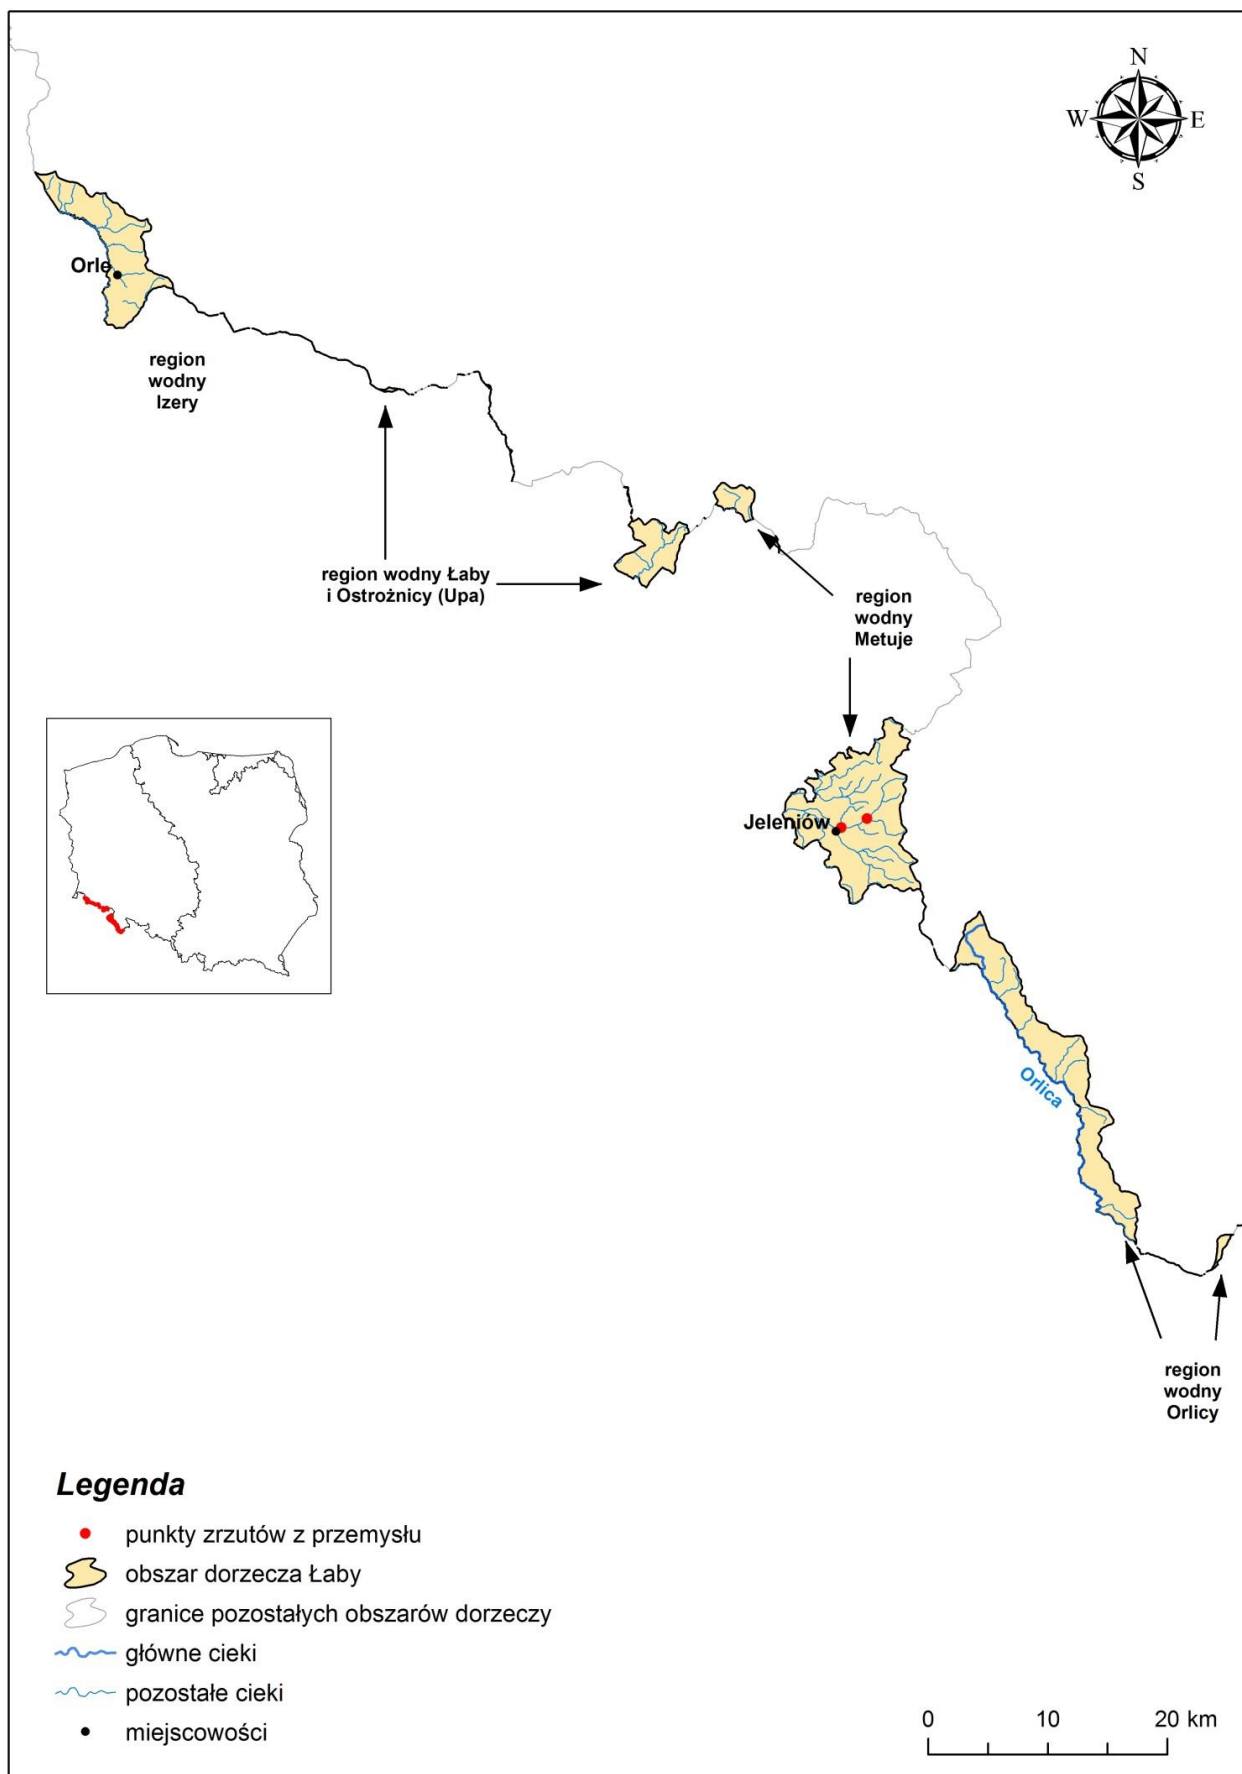 N
W
E
S
Orle
region
wodny
Izery
region wodny Łaby
i Ostrożnicy (Upa)
region
wodny
Metuje
Jeleniów
Orlica
region
wodny
Orlicy
Legenda
punkty zrzutów z przemysłu
obszar dorzecza Łaby
granice pozostałych obszarów dorzeczy
główne cieki
pozostałe cieki
miejscowości
0 10 20 km